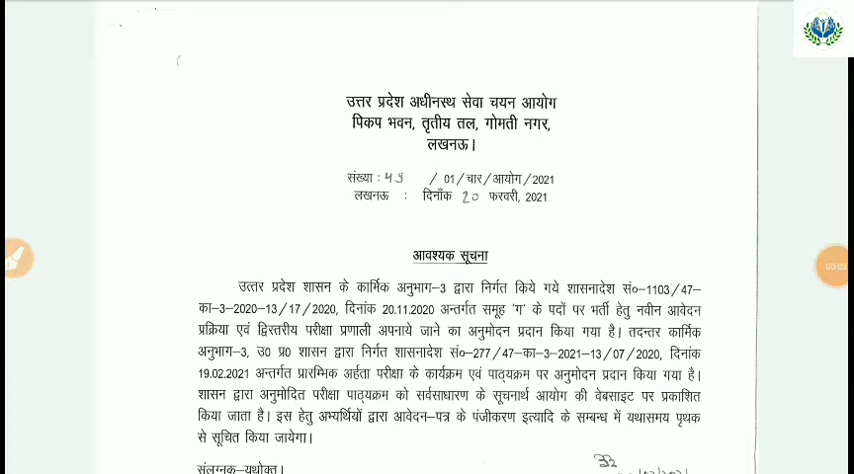 उत्तर प्रदेश अधीनस्थ सेवा चयन आयोग
पिकप भवन, तृतीय तल, गोमती नगर,
लखनऊ।
संख्या : 49 / 01/चार/आयोग/2021
लखनऊ : दिनाँक 20 फरवरी, 2021
आवश्यक सूचना
उत्तर प्रदेश शासन के कार्मिक अनुभाग-3 द्वारा निर्गत किये गये शासनादेश सं०-1103/47-
का-3-2020-13/17/2020, दिनांक 20.11.2020 अन्तर्गत समूह 'ग' के पदों पर भर्ती हेतु नवीन आवेदन
प्रक्रिया एवं द्विस्तरीय परीक्षा प्रणाली अपनाये जाने का अनुमोदन प्रदान किया गया है। तदन्तर कार्मिक
अनुभाग-3, उ0 प्र0 शासन द्वारा निर्गत शासनादेश सं०-277/47-का-3-2021-13/07/2020, दिनांक
19.02.2021 अन्तर्गत प्रारम्भिक अर्हता परीक्षा के कार्यक्रम एवं पाठ्यक्रम पर अनुमोदन प्रदान किया गया है।
शासन द्वारा अनुमोदित परीक्षा पाठ्यक्रम को सर्वसाधारण के सूचनार्थ आयोग की वेबसाइट पर प्रकाशित
किया जाता है। इस हेतु अभ्यर्थियों द्वारा आवेदन-पत्र के पंजीकरण इत्यादि के सम्बन्ध में यथासमय पृथक
से सूचित किया जायेगा।
संलग्नक-यथोक्त।
00:03